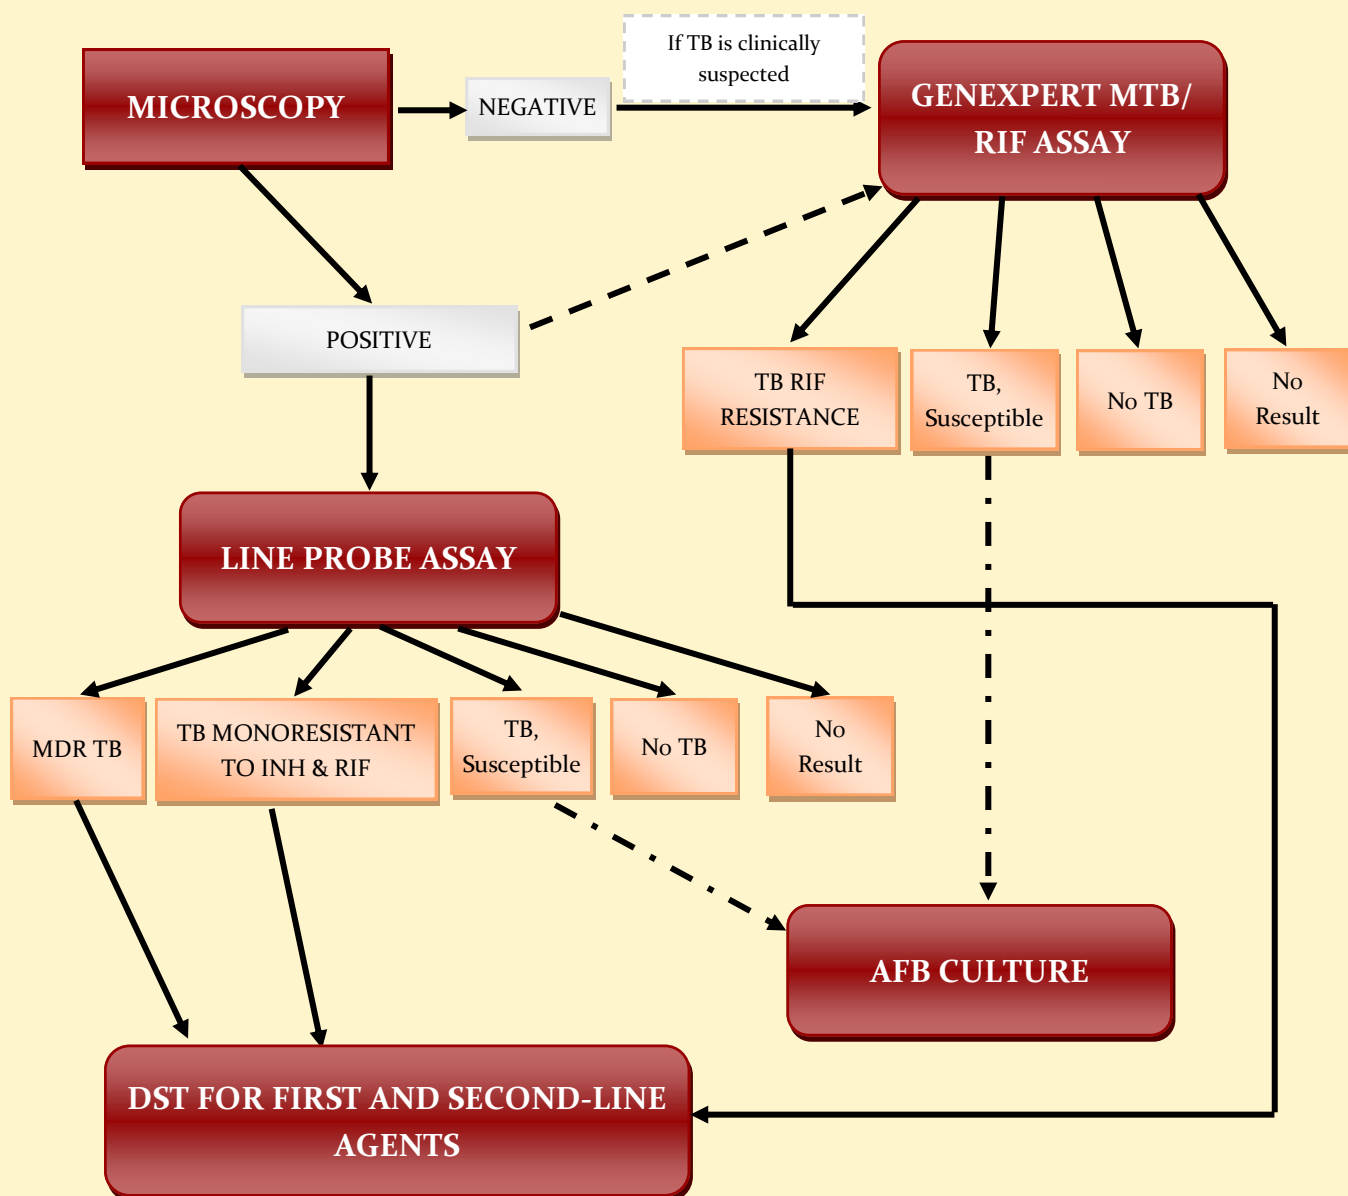 If TB is clinically
suspected
MICROSCOPY
NEGATIVE
GENEXPERT MTB/
RIF ASSAY
POSITIVE
TB RIF
RESISTANCE
TB,
Susceptible
No TB
No
Result
LINE PROBE ASSAY
MDR TB
TB MONORESISTANT
TO INH & RIF
TB,
Susceptible
No TB
No
Result
AFB CULTURE
DST FOR FIRST AND SECOND-LINE
AGENTS